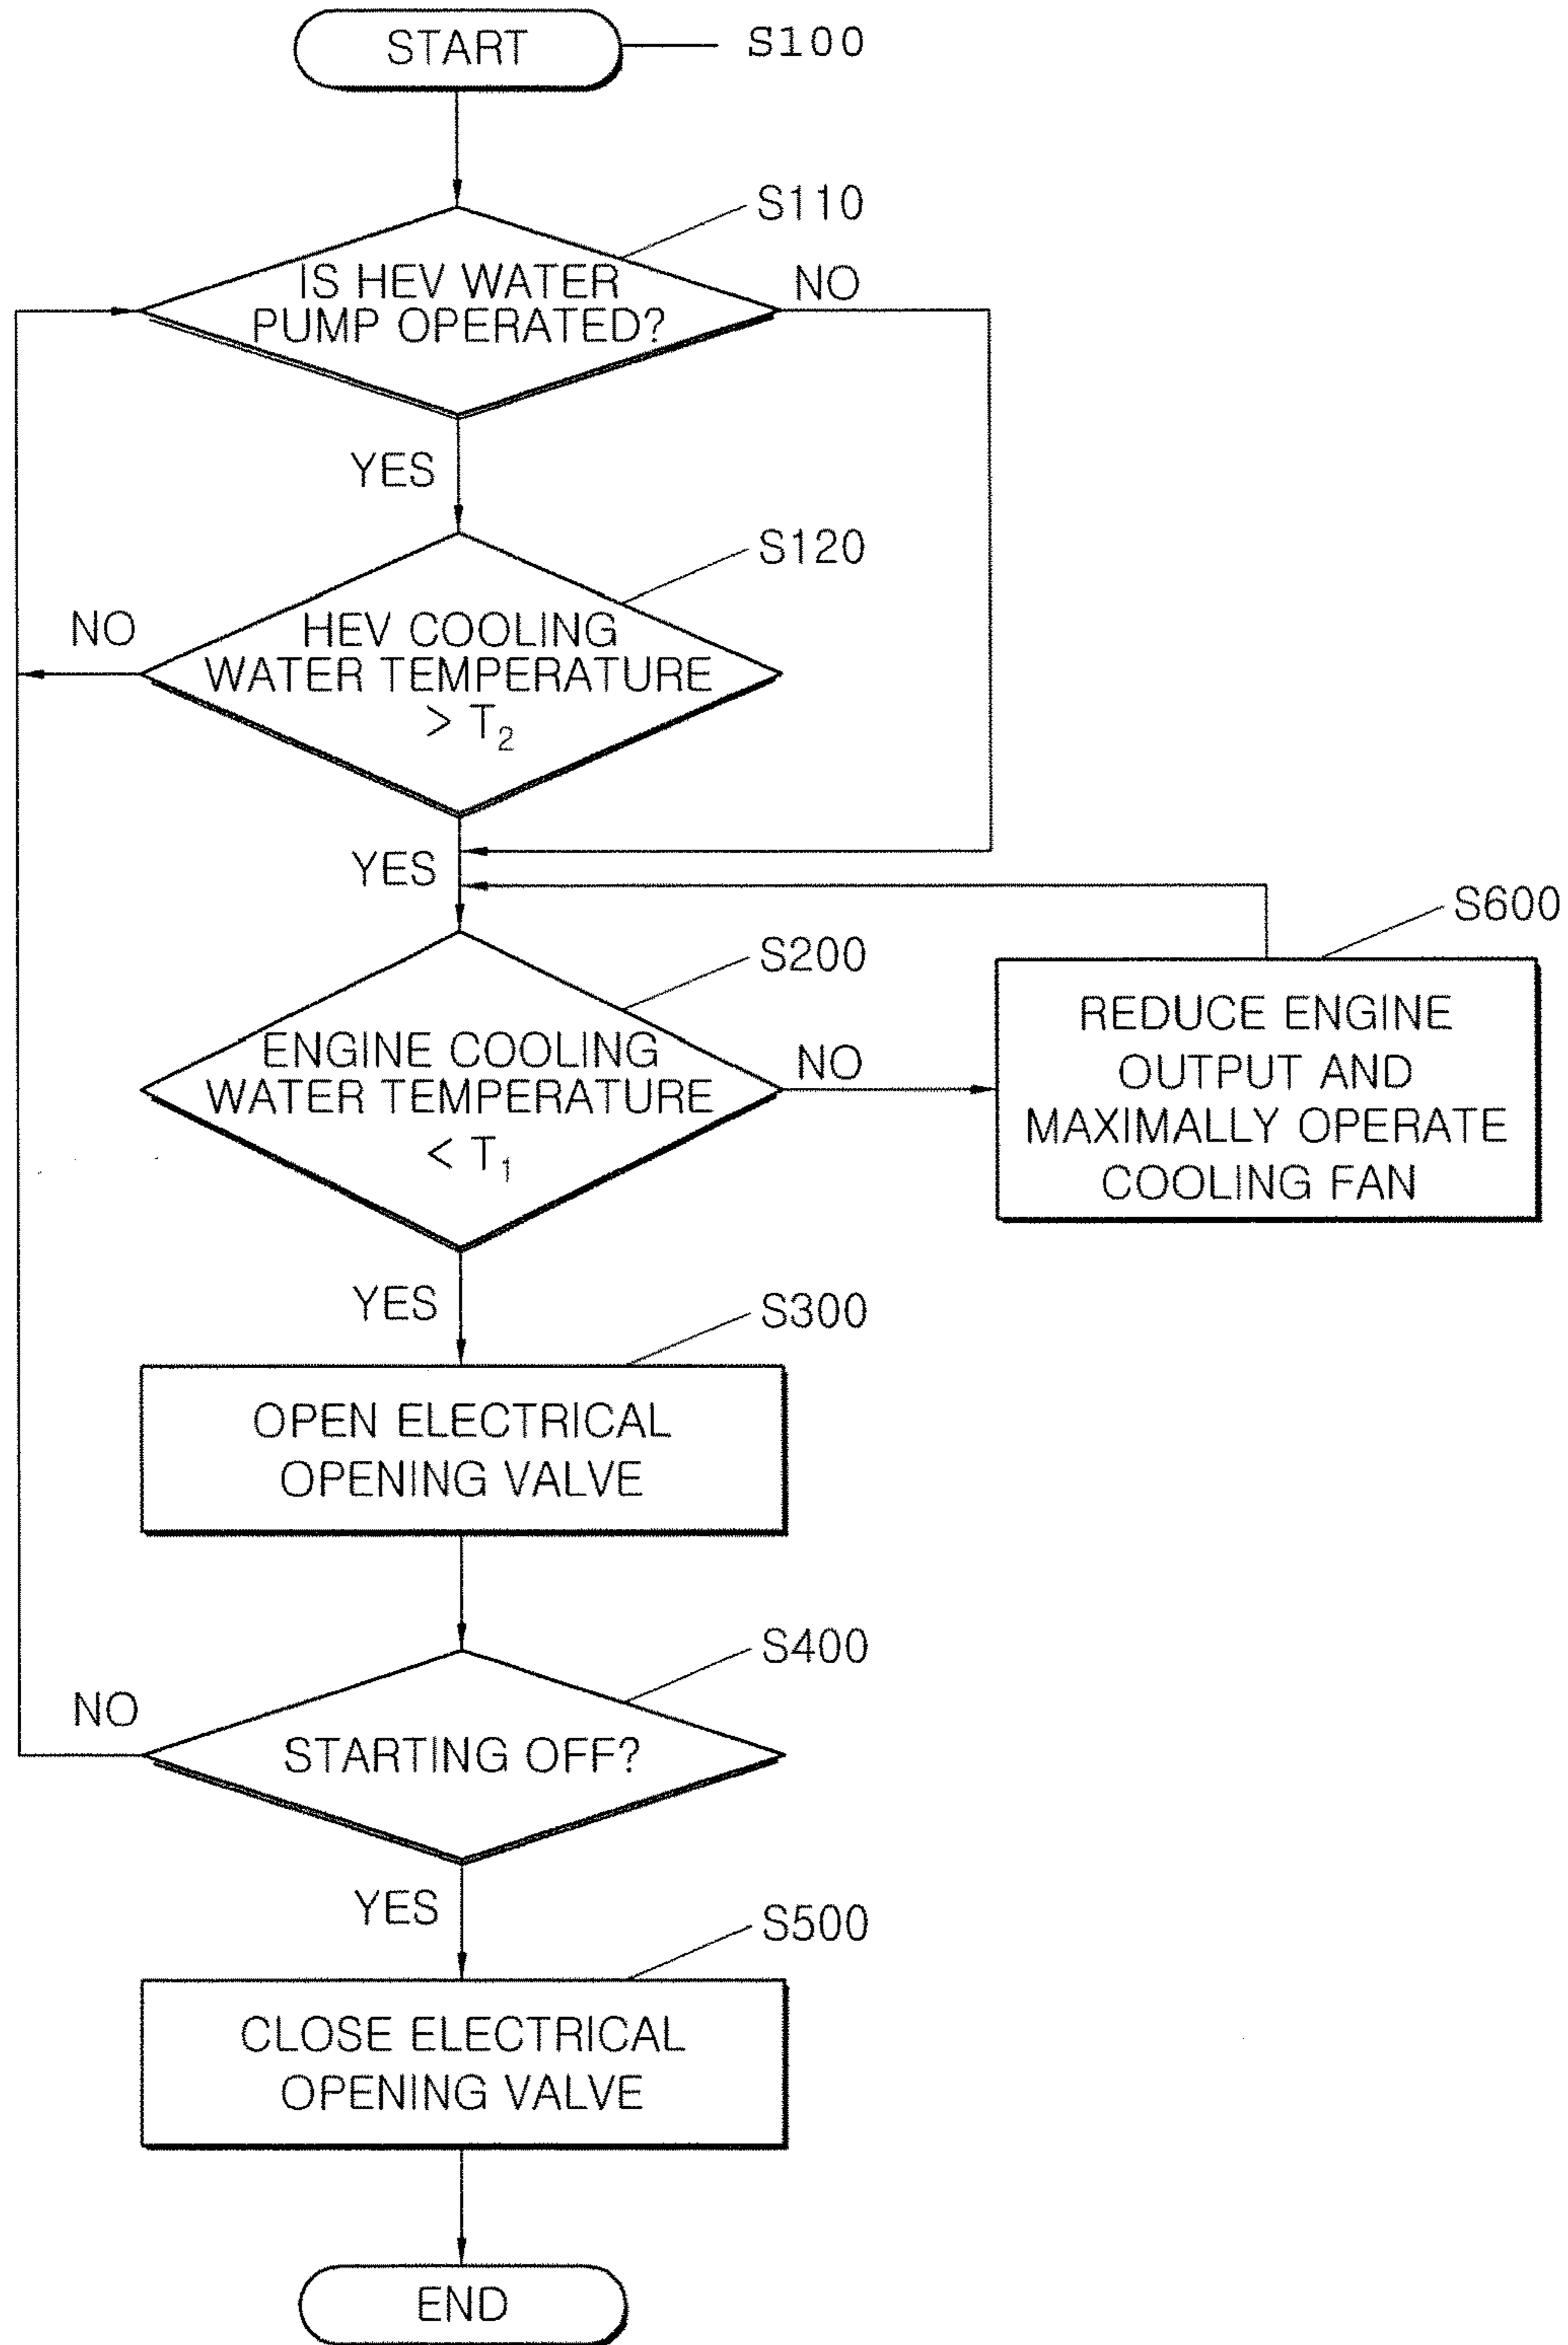 START
S100
S110
IS HEV WATER
PUMP OPERATED?
NO
YES
S120
NO
HEV COOLING
WATER TEMPERATURE
> T₂
YES
S600
S200
REDUCE ENGINE
OUTPUT AND
MAXIMALLY OPERATE
COOLING FAN
ENGINE COOLING
WATER TEMPERATURE
< T₁
NO
YES
S300
OPEN ELECTRICAL
OPENING VALVE
S400
NO
STARTING OFF?
YES
S500
CLOSE ELECTRICAL
OPENING VALVE
END